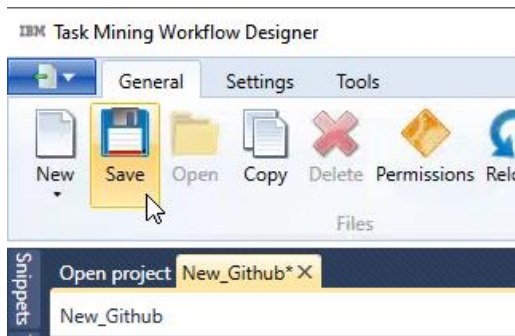 IBM Task Mining Workflow Designer
General Settings Tools
New Save Open Copy Delete Permissions
Files
Snippets
Open project New_Github*
New_Github